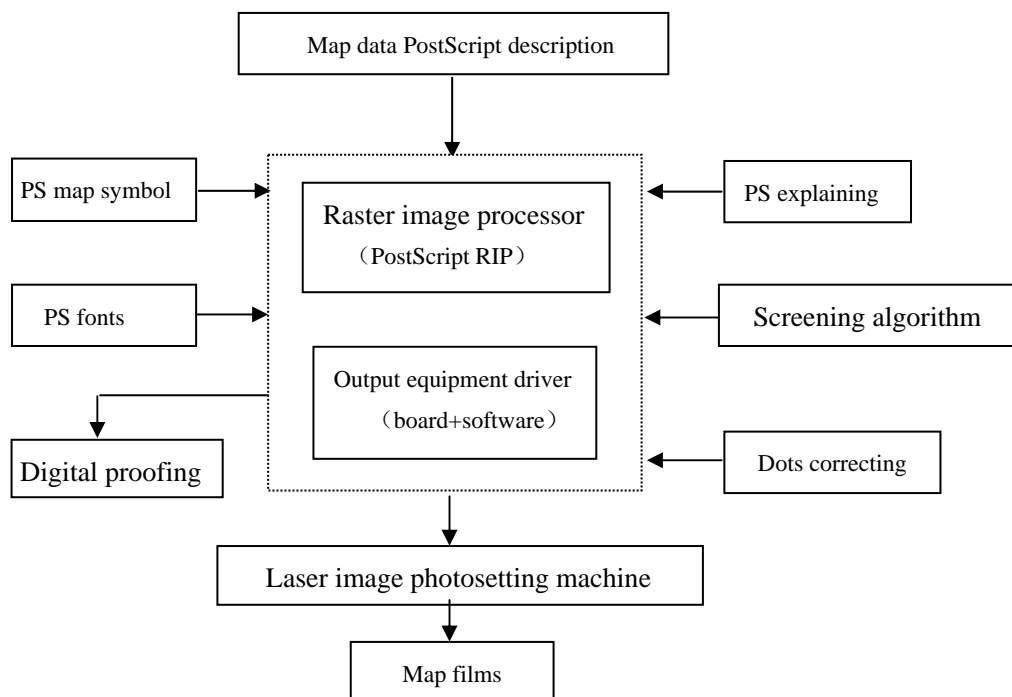 Map data PostScript description
PS map symbol
PS explaining
Raster image processor
（PostScript RIP）
PS fonts
Screening algorithm
Output equipment driver
（board+software）
Digital proofing
Dots correcting
Laser image photosetting machine
Map films